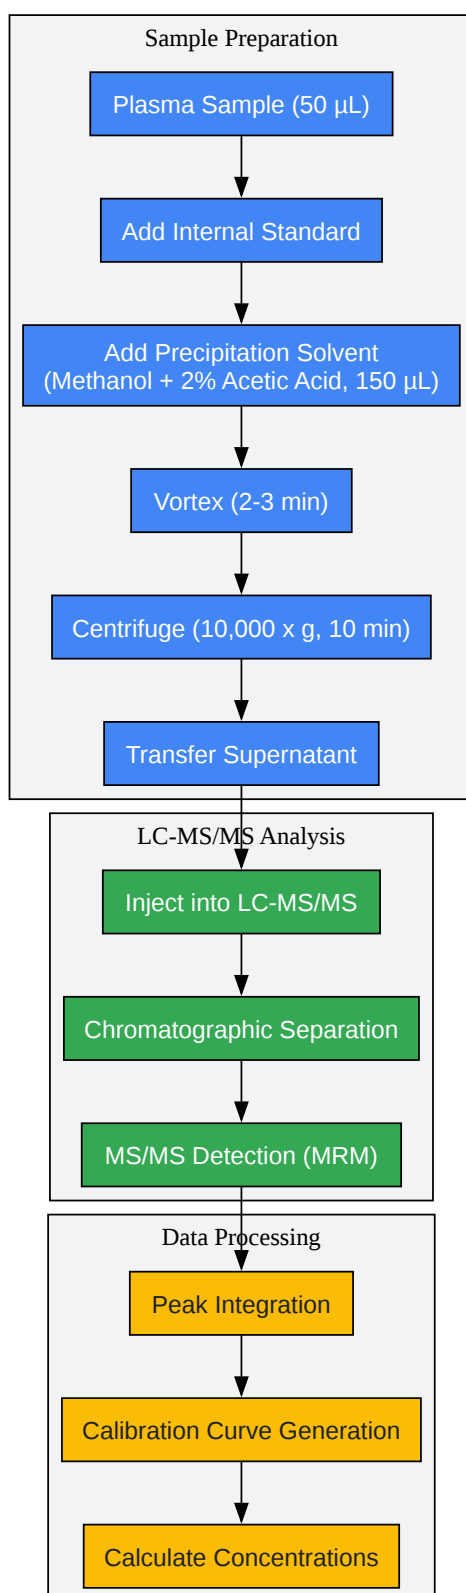 Sample Preparation
Plasma Sample (50 µL)
Add Internal Standard
Add Precipitation Solvent
(Methanol + 2% Acetic Acid, 150 µL)
Vortex (2-3 min)
Centrifuge (10,000 x g, 10 min)
Transfer Supernatant
LC-MS/MS Analysis
Inject into LC-MS/MS
Chromatographic Separation
MS/MS Detection (MRM)
Data Processing
Peak Integration
Calibration Curve Generation
Calculate Concentrations